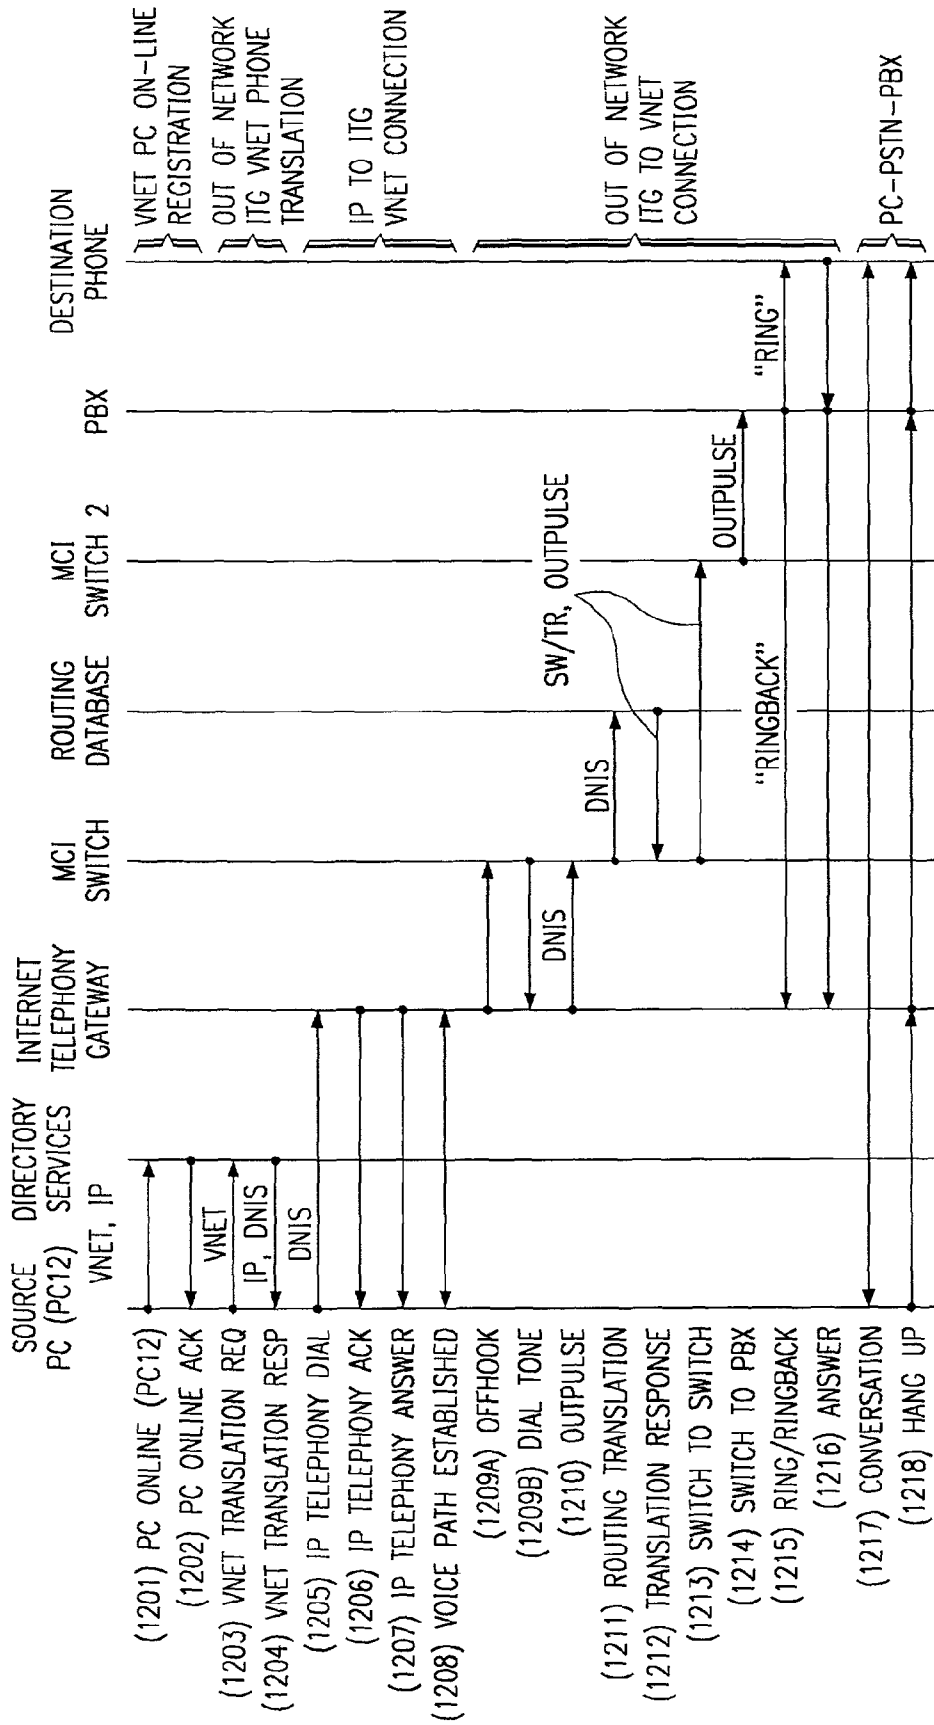 SOURCE
PC (PC12)
DIRECTORY
SERVICES
INTERNET
TELEPHONY
GATEWAY
MCI
SWITCH
ROUTING
DATABASE
MCI
SWITCH 2
PBX
DESTINATION
PHONE
VNET, IP
(1201) PC ONLINE (PC12)
(1202) PC ONLINE ACK
VNET
(1203) VNET TRANSLATION REQ
IP, DNIS
(1204) VNET TRANSLATION RESP
DNIS
(1205) IP TELEPHONY DIAL
(1206) IP TELEPHONY ACK
(1207) IP TELEPHONY ANSWER
(1208) VOICE PATH ESTABLISHED
(1209A) OFFHOOK
(1209B) DIAL TONE
DNIS
(1210) OUTPULSE
SW/TR, OUTPULSE
DNIS
(1211) ROUTING TRANSLATION
(1212) TRANSLATION RESPONSE
(1213) SWITCH TO SWITCH
OUTPULSE
(1214) SWITCH TO PBX
"RINGBACK"
"RING"
(1215) RING/RINGBACK
(1216) ANSWER
(1217) CONVERSATION
(1218) HANG UP
VNET PC ON-LINE
REGISTRATION
OUT OF NETWORK
ITG VNET PHONE
TRANSLATION
IP TO ITG
VNET CONNECTION
OUT OF NETWORK
ITG TO VNET
CONNECTION
PC-PSTN-PBX